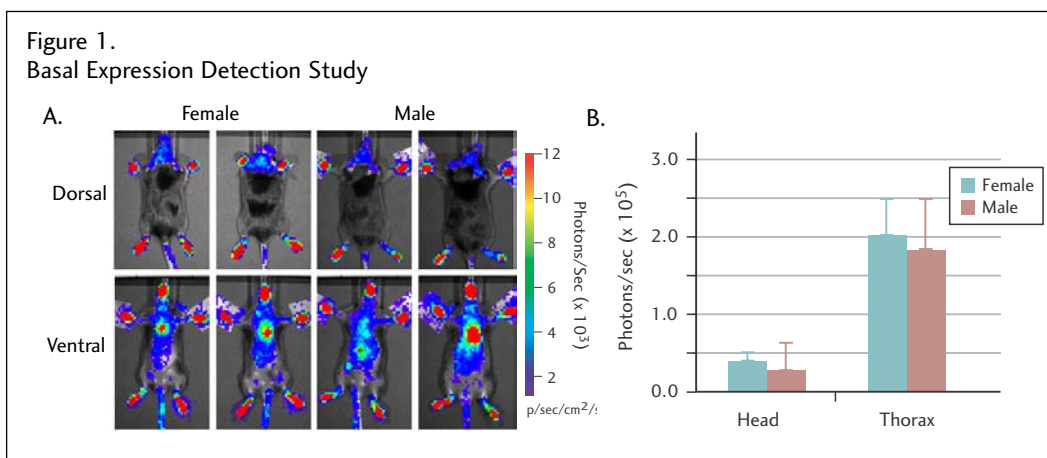 Figure 1.
Basal Expression Detection Study
A.
Female
Male
Dorsal
Ventral
12
10
8
6
4
2
Photons/Sec (x 10³)
p/sec/cm²/s
B.
Photons/sec (x 10⁵)
3.0
2.0
1.0
0.0
Female
Male
Head
Thorax